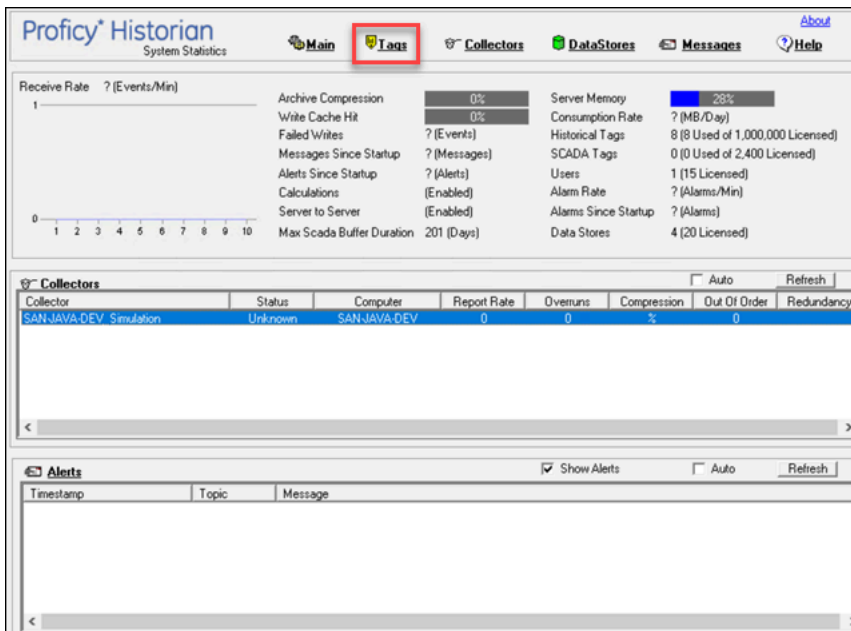 Proficy* Historian
System Statistics
Main Tags Collectors DataStores Messages Help
About
Receive Rate ? (Events/Min)
1
0
1 2 3 4 5 6 7 8 9 10
Archive Compression 0%
Write Cache Hit 0%
Failed Writes ? (Events)
Messages Since Startup ? (Messages)
Alerts Since Startup ? (Alerts)
Calculations (Enabled)
Server to Server (Enabled)
Max Scada Buffer Duration 201 (Days)
Server Memory 28%
Consumption Rate ? (MB/Day)
Historical Tags 8 (8 Used of 1,000,000 Licensed)
SCADA Tags 0 (0 Used of 2,400 Licensed)
Users 1 (15 Licensed)
Alarm Rate ? (Alarms/Min)
Alarms Since Startup ? (Alarms)
Data Stores 4 (20 Licensed)
Collectors Auto Refresh
Collector Status Computer Report Rate Overruns Compression Out Of Order Redundancy
SAN-JAVA-DEV_Simulation Unknown SAN-JAVA-DEV 0 0 % 0
Alerts Show Alerts Auto Refresh
Timestamp Topic Message